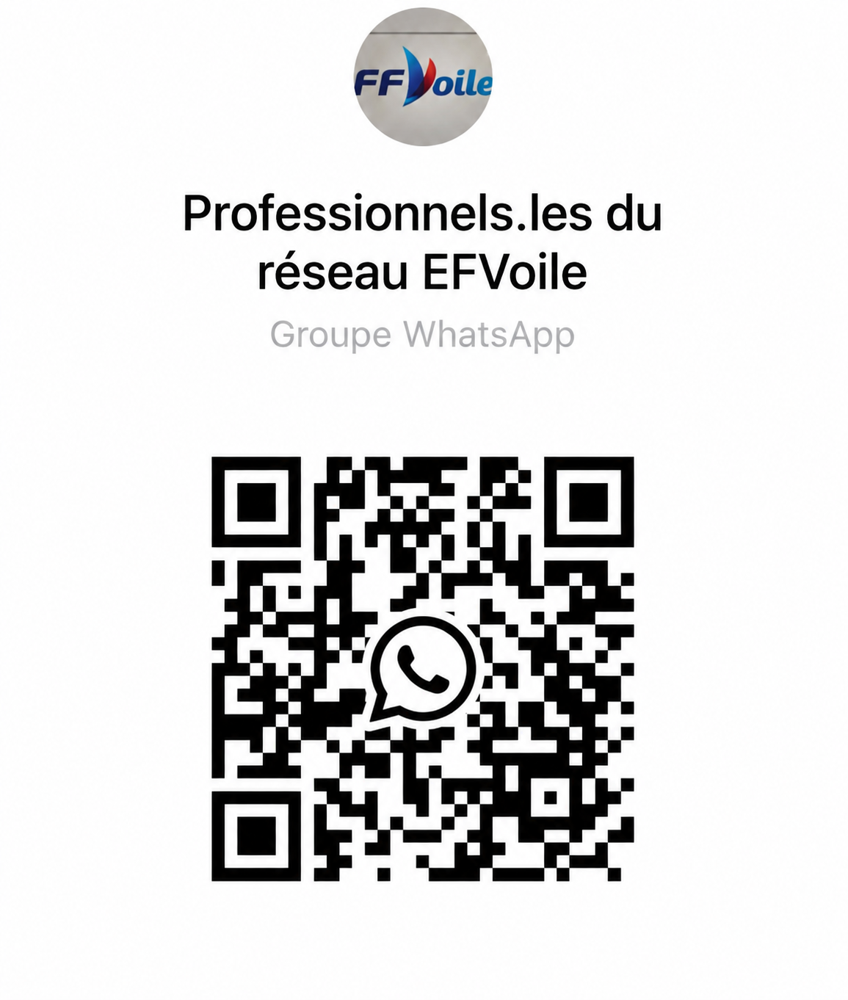 FFVoile
Professionnels.les du
réseau EFVoile
Groupe WhatsApp